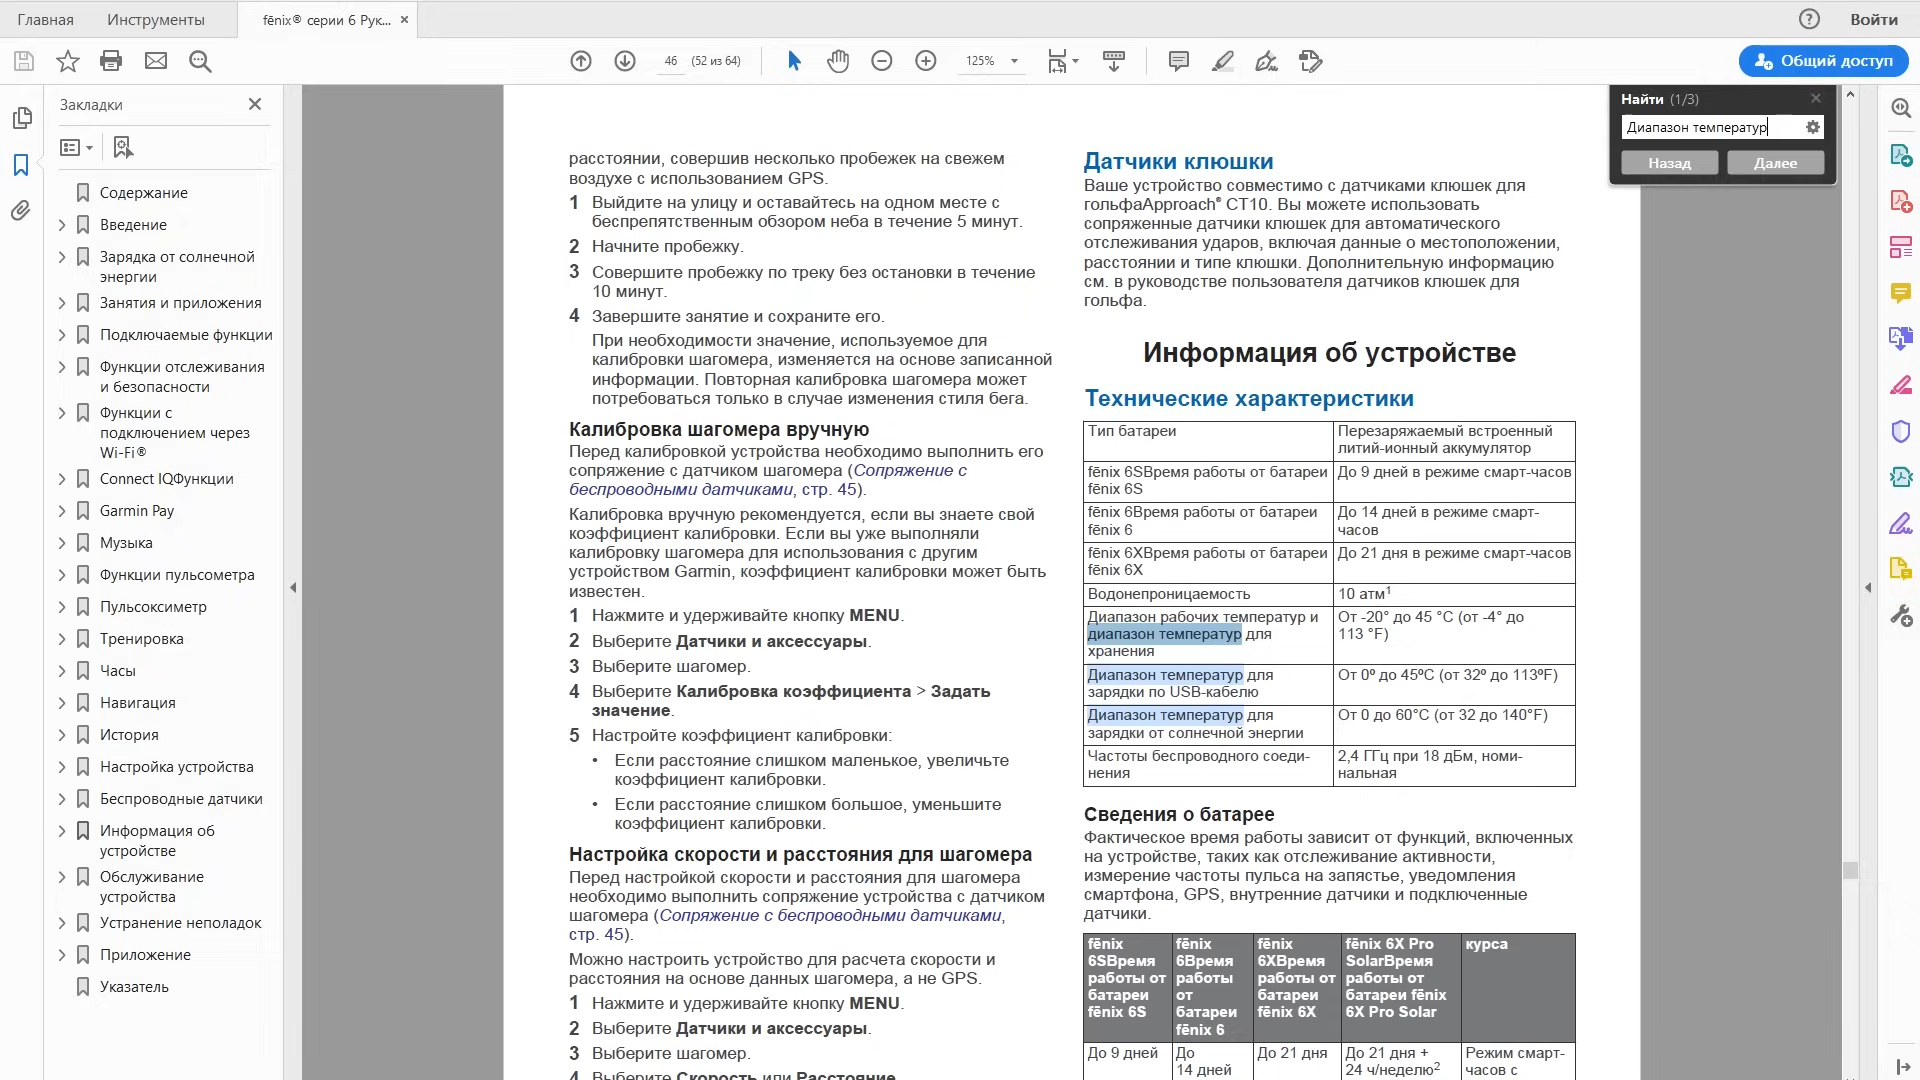 Главная
Инструменты
fēnix® серии 6 Рук...
Войти
46
(52 из 64)
125%
Общий доступ
Закладки
Содержание
Введение
Зарядка от солнечной
энергии
Занятия и приложения
Подключаемые функции
Функции отслеживания
и безопасности
Функции с
подключением через
Wi-Fi®
Connect IQФункции
Garmin Pay
Музыка
Функции пульсометра
Пульсоксиметр
Тренировка
Часы
Навигация
История
Настройка устройства
Беспроводные датчики
Информация об
устройстве
Обслуживание
устройства
Устранение неполадок
Приложение
Указатель
расстоянии, совершив несколько пробежек на свежем
воздухе с использованием GPS.
1 Выйдите на улицу и оставайтесь на одном месте с
беспрепятственным обзором неба в течение 5 минут.
2 Начните пробежку.
3 Совершите пробежку по треку без остановки в течение
10 минут.
4 Завершите занятие и сохраните его.
При необходимости значение, используемое для
калибровки шагомера, изменяется на основе записанной
информации. Повторная калибровка шагомера может
потребоваться только в случае изменения стиля бега.
Калибровка шагомера вручную
Перед калибровкой устройства необходимо выполнить его
сопряжение с датчиком шагомера (Сопряжение с
беспроводными датчиками, стр. 45).
Калибровка вручную рекомендуется, если вы знаете свой
коэффициент калибровки. Если вы уже выполняли
калибровку шагомера для использования с другим
устройством Garmin, коэффициент калибровки может быть
известен.
1 Нажмите и удерживайте кнопку MENU.
2 Выберите Датчики и аксессуары.
3 Выберите шагомер.
4 Выберите Калибровка коэффициента > Задать
значение.
5 Настройте коэффициент калибровки:
• Если расстояние слишком маленькое, увеличьте
коэффициент калибровки.
• Если расстояние слишком большое, уменьшите
коэффициент калибровки.
Настройка скорости и расстояния для шагомера
Перед настройкой скорости и расстояния для шагомера
необходимо выполнить сопряжение устройства с датчиком
шагомера (Сопряжение с беспроводными датчиками,
стр. 45).
Можно настроить устройство для расчета скорости и
расстояния на основе данных шагомера, а не GPS.
1 Нажмите и удерживайте кнопку MENU.
2 Выберите Датчики и аксессуары.
3 Выберите шагомер.
4 Выберите Скорость или Расстояние.
Датчики клюшки
Ваше устройство совместимо с датчиками клюшек для
гольфаApproach® CT10. Вы можете использовать
сопряженные датчики клюшек для автоматического
отслеживания ударов, включая данные о местоположении,
расстоянии и типе клюшки. Дополнительную информацию
см. в руководстве пользователя датчиков клюшек для
гольфа.
Информация об устройстве
Технические характеристики
Тип батареи
Перезаряжаемый встроенный
литий-ионный аккумулятор
fēnix 6SВремя работы от батареи
fēnix 6S
До 9 дней в режиме смарт-часов
fēnix 6Время работы от батареи
fēnix 6
До 14 дней в режиме смарт-
часов
fēnix 6XВремя работы от батареи
fēnix 6X
До 21 дня в режиме смарт-часов
Водонепроницаемость
10 атм¹
Диапазон рабочих температур и
диапазон температур для
хранения
От -20° до 45 °C (от -4° до
113 °F)
Диапазон температур для
зарядки по USB-кабелю
От 0º до 45ºC (от 32º до 113ºF)
Диапазон температур для
зарядки от солнечной энергии
От 0 до 60°C (от 32 до 140°F)
Частоты беспроводного соеди-
нения
2,4 ГГц при 18 дБм, номи-
нальная
Сведения о батарее
Фактическое время работы зависит от функций, включенных
на устройстве, таких как отслеживание активности,
измерение частоты пульса на запястье, уведомления
смартфона, GPS, внутренние датчики и подключенные
датчики.
fēnix
6SВремя
работы от
батареи
fēnix 6S
fēnix
6Время
работы
от
батареи
fēnix 6
fēnix
6XВремя
работы от
батареи
fēnix 6X
fēnix 6X Pro
SolarВремя
работы от
батареи fēnix
6X Pro Solar
курса
До 9 дней
До
14 дней
До 21 дня
До 21 дня +
24 ч/неделю²
Режим смарт-
часов с
Найти (1/3)
Диапазон температур
Назад
Далее